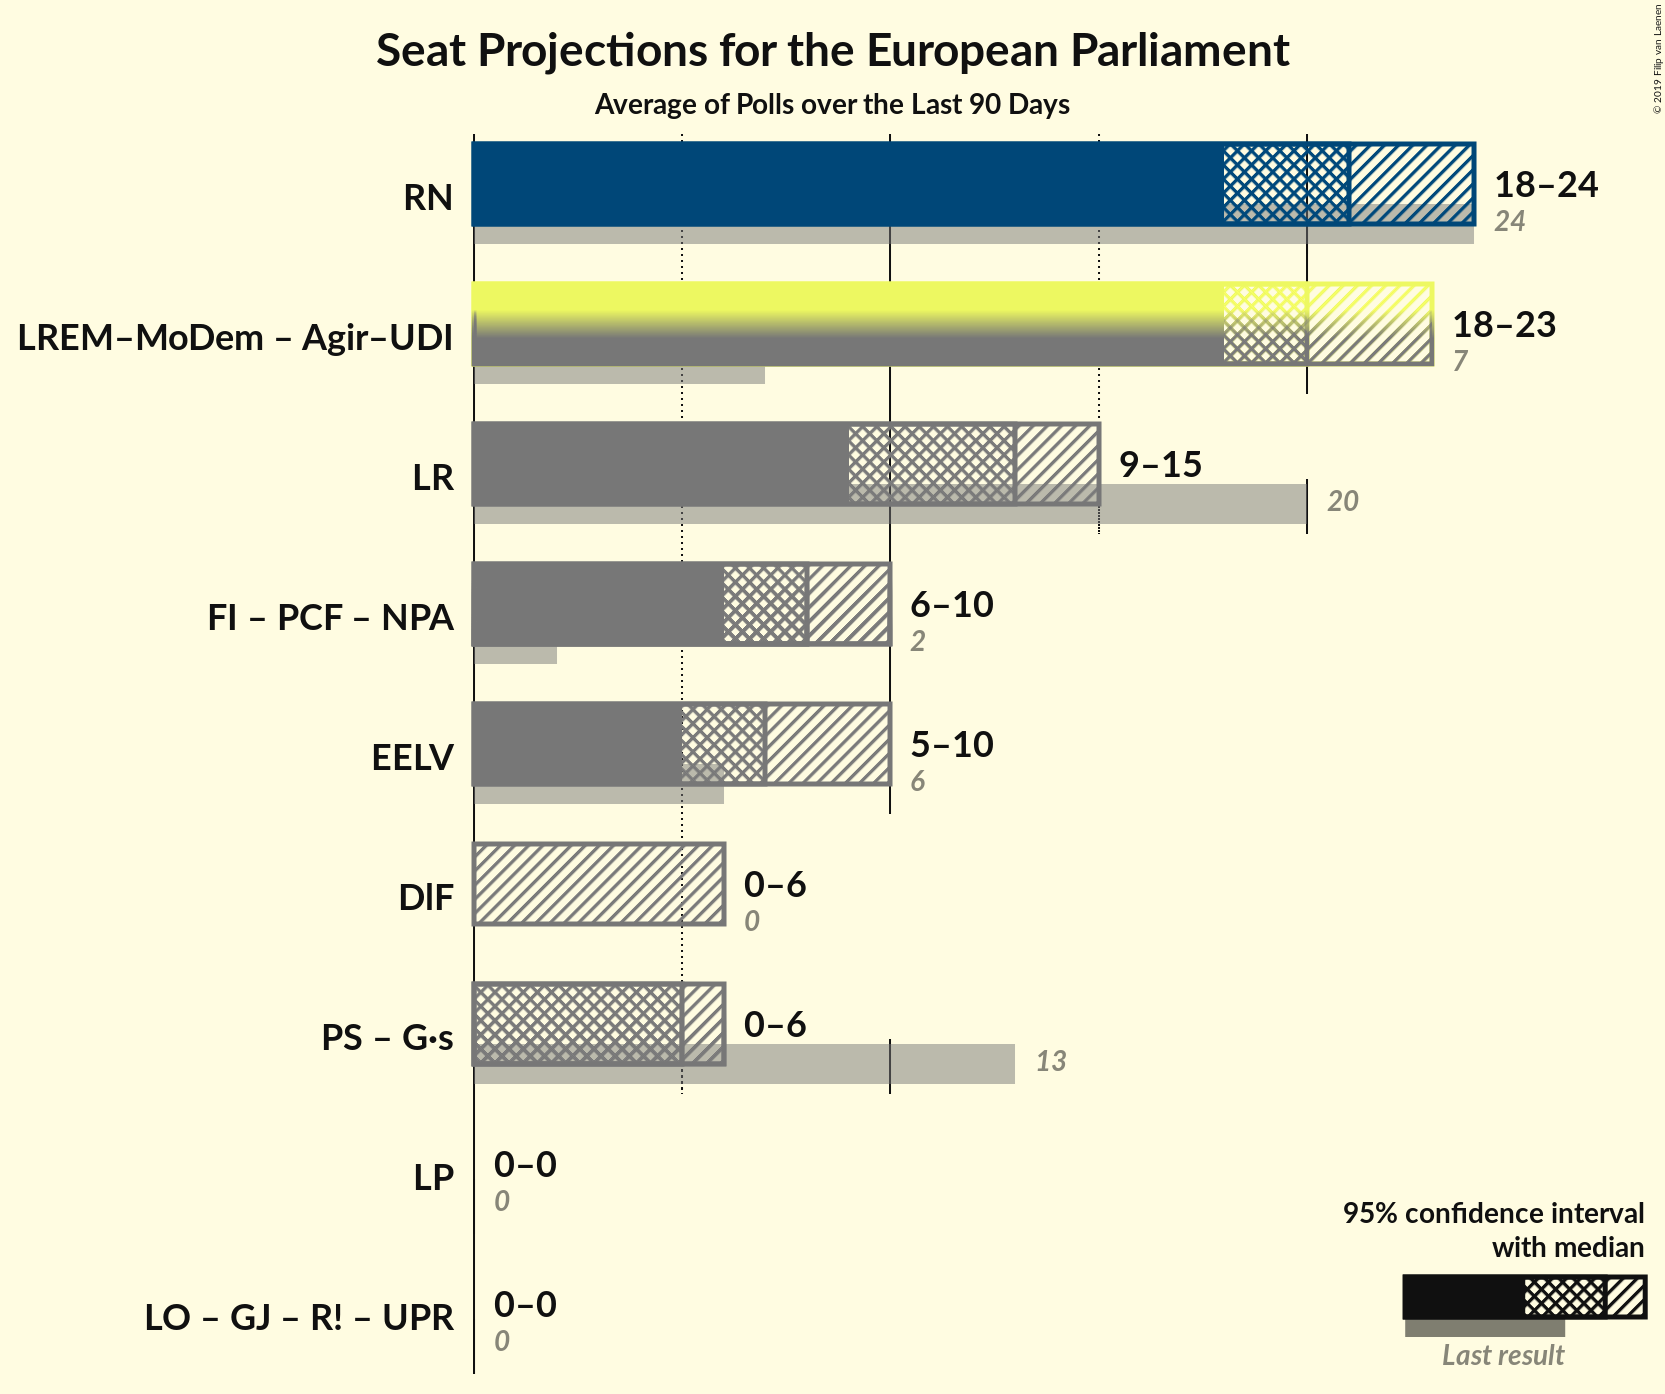 Seat Projections for the European Parliament
Average of Polls over the Last 90 Days
© 2019 Filip van Laenen
RN
18–24
24
LREM–MoDem – Agir–UDI
18–23
7
LR
9–15
20
FI – PCF – NPA
6–10
2
EELV
5–10
6
DlF
0–6
0
PS – G·s
0–6
13
LP
0–0
0
LO – GJ – R! – UPR
0–0
0
95% confidence interval
with median
Last result